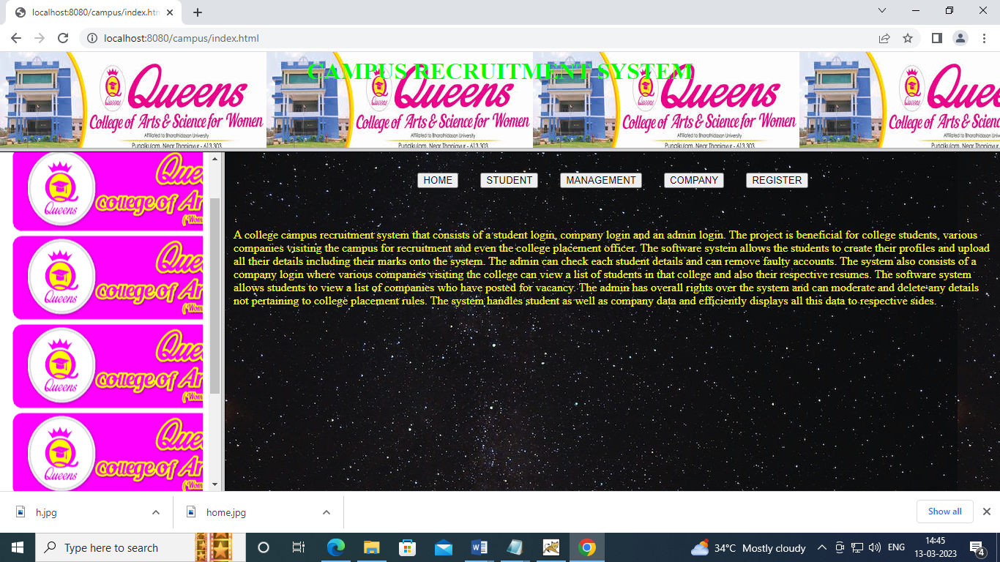 localhost:8080/campus/index.htm
localhost:8080/campus/index.html
CAMPUS RECRUITMENT SYSTEM
Queens
College of Arts & Science for Women
Affiliated to Bharathidasan University
Punalkulam, Near Thanjavur - 613 303
Queens
College of Arts & Science for Women
Affiliated to Bharathidasan University
Punalkulam, Near Thanjavur - 613 303
Queens
College of Arts & Science for Women
Affiliated to Bharathidasan University
Punalkulam, Near Thanjavur - 613 303
Quee
College of Arts & Scie
Affiliated to Bharathidasan Univ
Punalkulam, Near Thanjavur
HOME STUDENT MANAGEMENT COMPANY REGISTER
A college campus recruitment system that consists of a student login, company login and an admin login. The project is beneficial for college students, various
companies visiting the campus for recruitment and even the college placement officer. The software system allows the students to create their profiles and upload
all their details including their marks onto the system. The admin can check each student details and can remove faulty accounts. The system also consists of a
company login where various companies visiting the college can view a list of students in that college and also their respective resumes. The software system
allows students to view a list of companies who have posted for vacancy. The admin has overall rights over the system and can moderate and delete any details
not pertaining to college placement rules. The system handles student as well as company data and efficiently displays all this data to respective sides.
Quee
Queens
college of Ar
(Wom
Quee
Queens
college of Ar
(Wom
Quee
Queens
college of Ar
(Wom
Quee
Queens
college of Ar
(Wom
h.jpg
home.jpg
Show all
Type here to search
34°C Mostly cloudy
ENG
14:45
13-03-2023
4